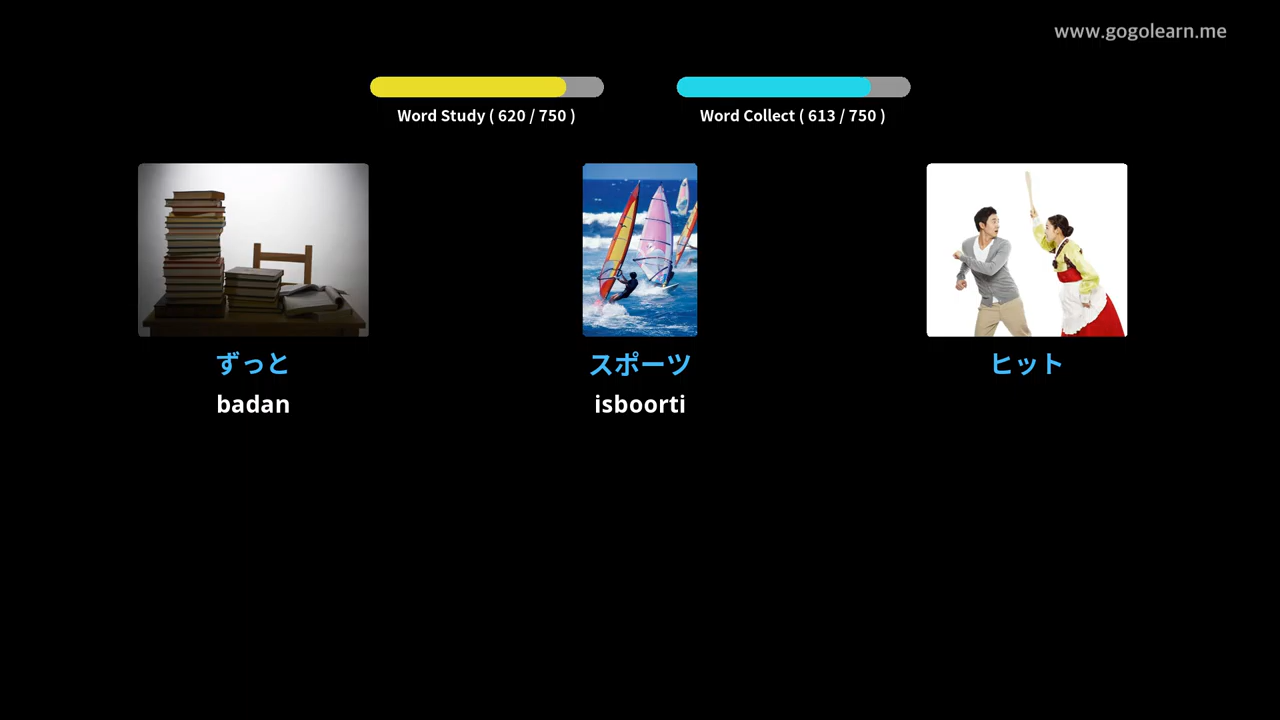 www.gogolearn.me
Word Study ( 620 / 750 )
Word Collect ( 613 / 750 )
ずっと
スポーツ
ヒット
badan
isboorti